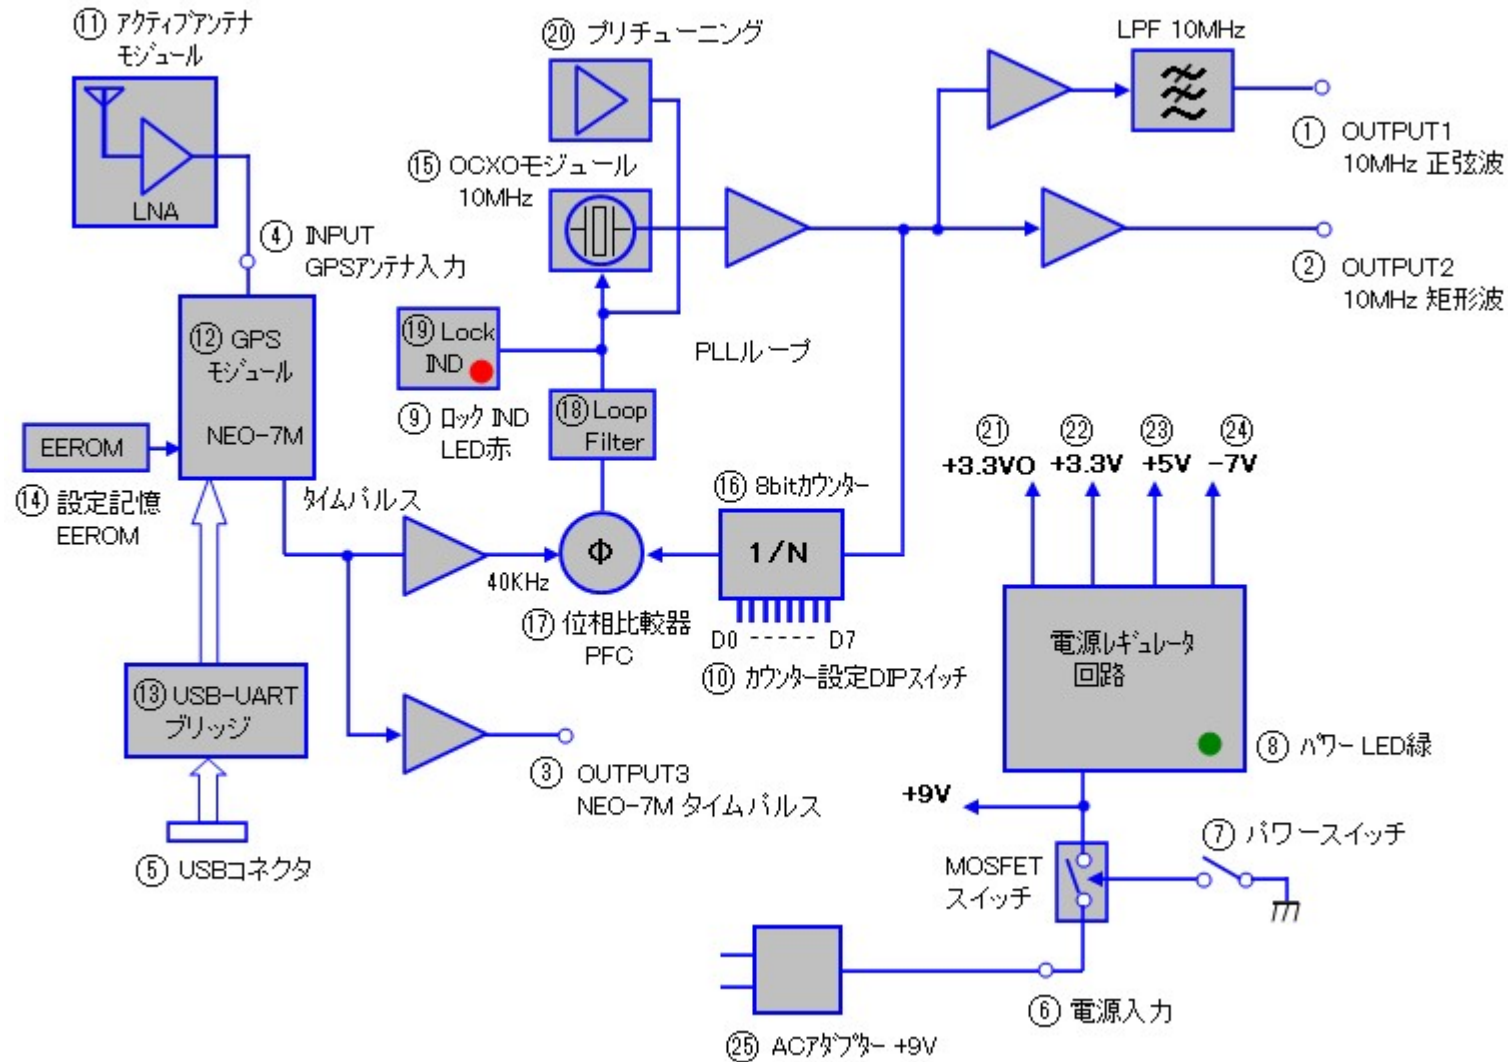 ⑪ アクティブアンテナ
モジュール
LNA
④ INPUT
GPSアンテナ入力
⑫ GPS
モジュール
NEO-7M
EEROM
⑭ 設定記憶
EEROM
⑬ USB-UART
ブリッジ
⑤ USBコネクタ
タイムパルス
40KHz
③ OUTPUT3
NEO-7M タイムパルス
⑳ プリチューニング
⑮ OCXOモジュール
10MHz
⑲ Lock
IND
⑨ ロック IND
LED赤
⑱ Loop
Filter
PLLループ
Φ
⑰ 位相比較器
PFC
⑯ 8bitカウンター
1/N
D0 ----- D7
⑩ カウンター設定DIPスイッチ
LPF 10MHz
① OUTPUT1
10MHz 正弦波
② OUTPUT2
10MHz 矩形波
㉑ ㉒ ㉓ ㉔
+3.3VO +3.3V +5V -7V
電源レギュレータ
回路
⑧ パワー LED緑
+9V
MOSFET
スイッチ
⑦ パワースイッチ
⑥ 電源入力
㉕ ACアダプター +9V